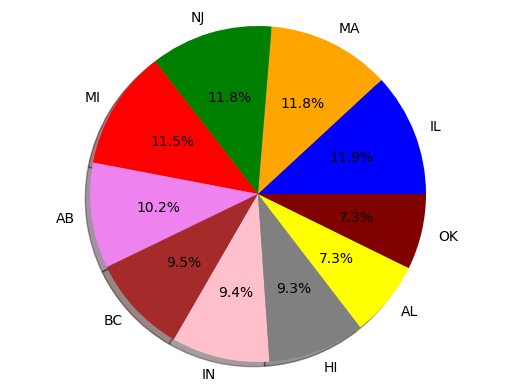 NJ
MA
MI
11.8%
11.8%
IL
11.5%
11.9%
AB
10.2%
7.3%
OK
9.5%
7.3%
9.4%
9.3%
AL
BC
IN
HI